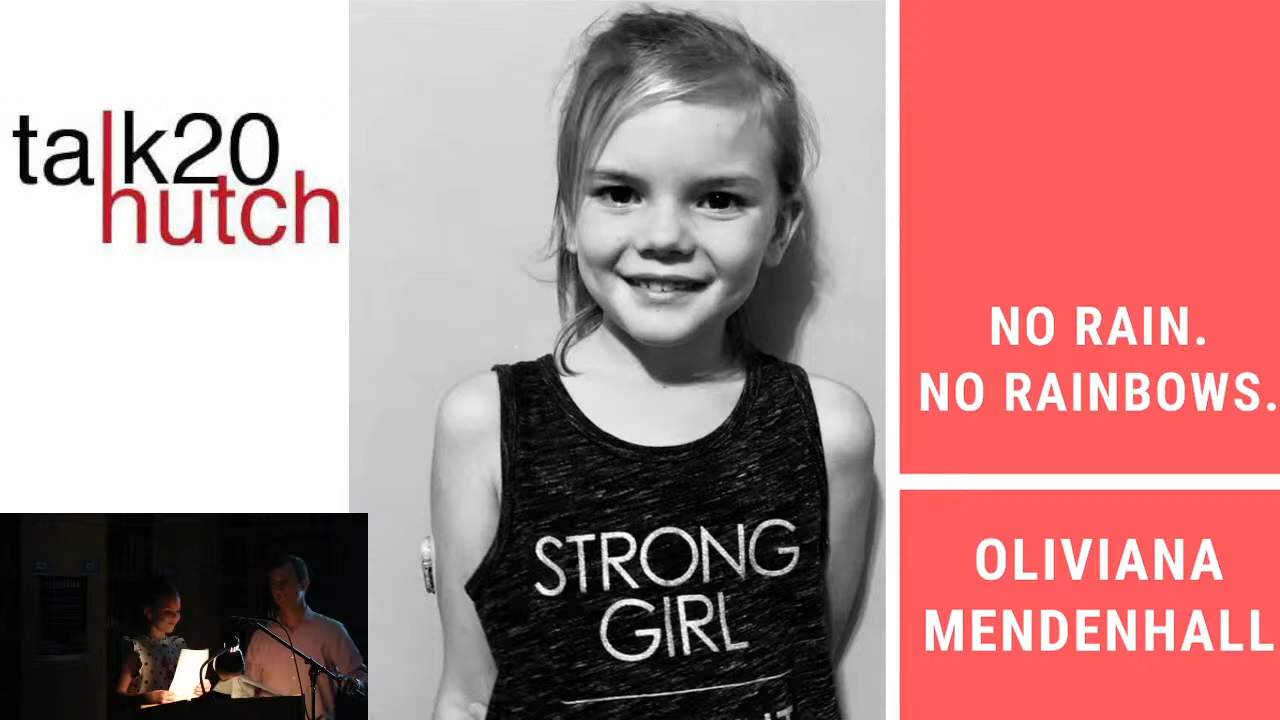 talk20
hutch
STRONG
GIRL
NO RAIN.
NO RAINBOWS.
OLIVIANA
MENDENHALL